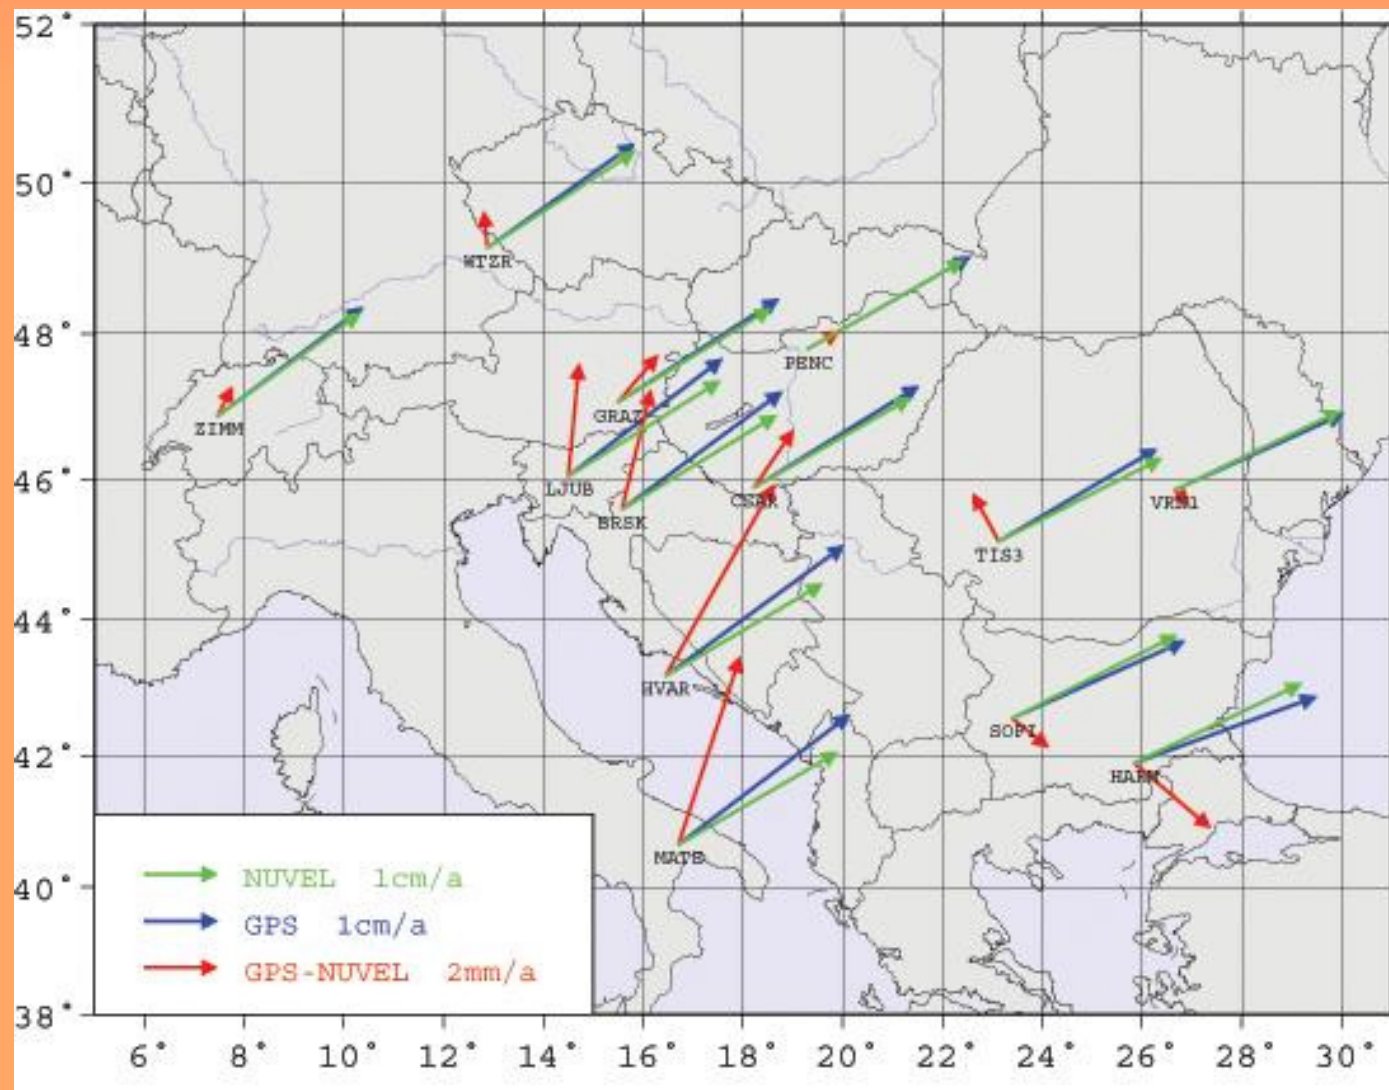 52°
50°
WTZR
48°
PENC
GRAZ
ZIMM
46°
LJUB
CSAR
VRN1
BRSK
TIS3
44°
HVAR
SOFI
42°
MATE
NUVEL 1cm/a
40°
GPS 1cm/a
GPS-NUVEL 2mm/a
38°
6° 8° 10° 12° 14° 16° 18° 20° 22° 24° 26° 28° 30°